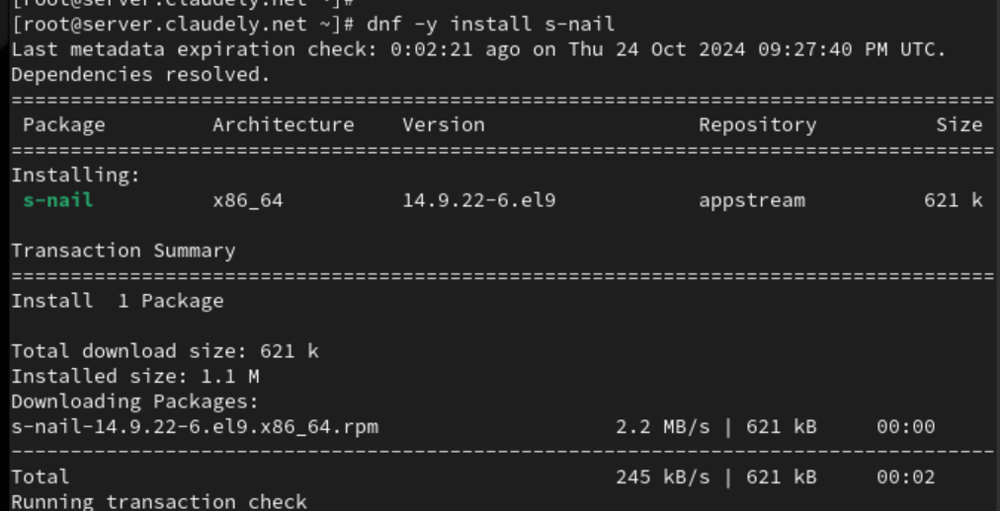 [root@server.claudely.net ~]#
[root@server.claudely.net ~]# dnf -y install s-nail
Last metadata expiration check: 0:02:21 ago on Thu 24 Oct 2024 09:27:40 PM UTC.
Dependencies resolved.
================================================================================
Package Architecture Version Repository Size
================================================================================
Installing:
s-nail x86_64 14.9.22-6.el9 appstream 621 k
Transaction Summary
================================================================================
Install 1 Package
Total download size: 621 k
Installed size: 1.1 M
Downloading Packages:
s-nail-14.9.22-6.el9.x86_64.rpm 2.2 MB/s | 621 kB 00:00
--------------------------------------------------------------------------------
Total 245 kB/s | 621 kB 00:02
Running transaction check